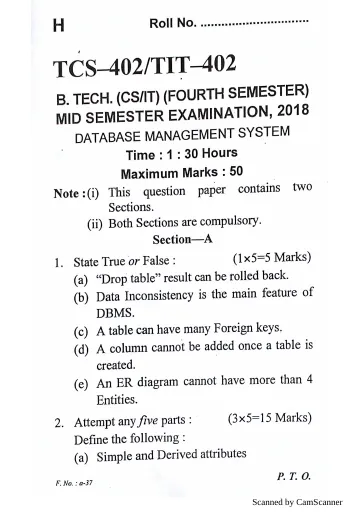 H
Roll No. ................................
TCS–402/TIT–402
B. TECH. (CS/IT) (FOURTH SEMESTER)
MID SEMESTER EXAMINATION, 2018
DATABASE MANAGEMENT SYSTEM
Time : 1 : 30 Hours
Maximum Marks : 50
Note : (i) This question paper contains two
Sections.
(ii) Both Sections are compulsory.
Section—A
1. State True or False : (1×5=5 Marks)
(a) “Drop table” result can be rolled back.
(b) Data Inconsistency is the main feature of
DBMS.
(c) A table can have many Foreign keys.
(d) A column cannot be added once a table is
created.
(e) An ER diagram cannot have more than 4
Entities.
2. Attempt any five parts : (3×5=15 Marks)
Define the following :
(a) Simple and Derived attributes
F. No. : a-37
P. T. O.
Scanned by CamScanner